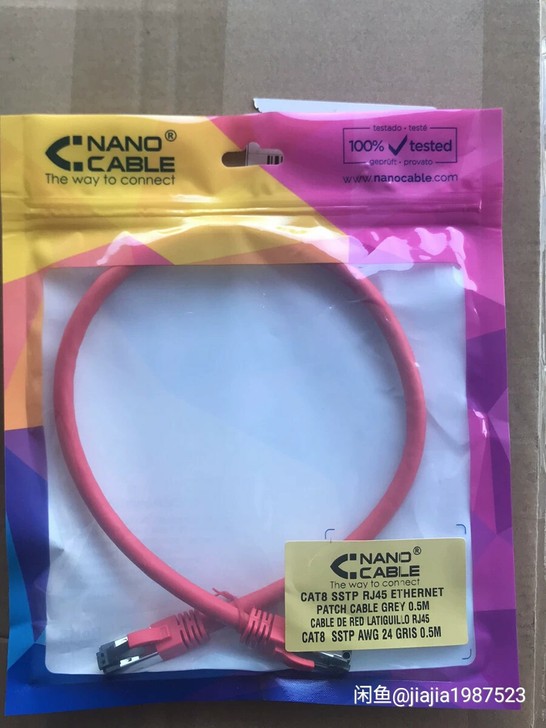 NANO®
CABLE
The way to connect
testado • testé
100% tested
geprüft • provato
www.nanocable.com
NANO®
CABLE
The way to connect
CAT8 SSTP RJ45 ETHERNET
PATCH CABLE GREY 0.5M
CABLE DE RED LATIGUILLO RJ45
CAT8 SSTP AWG 24 GRIS 0.5M
闲鱼@jiajia1987523